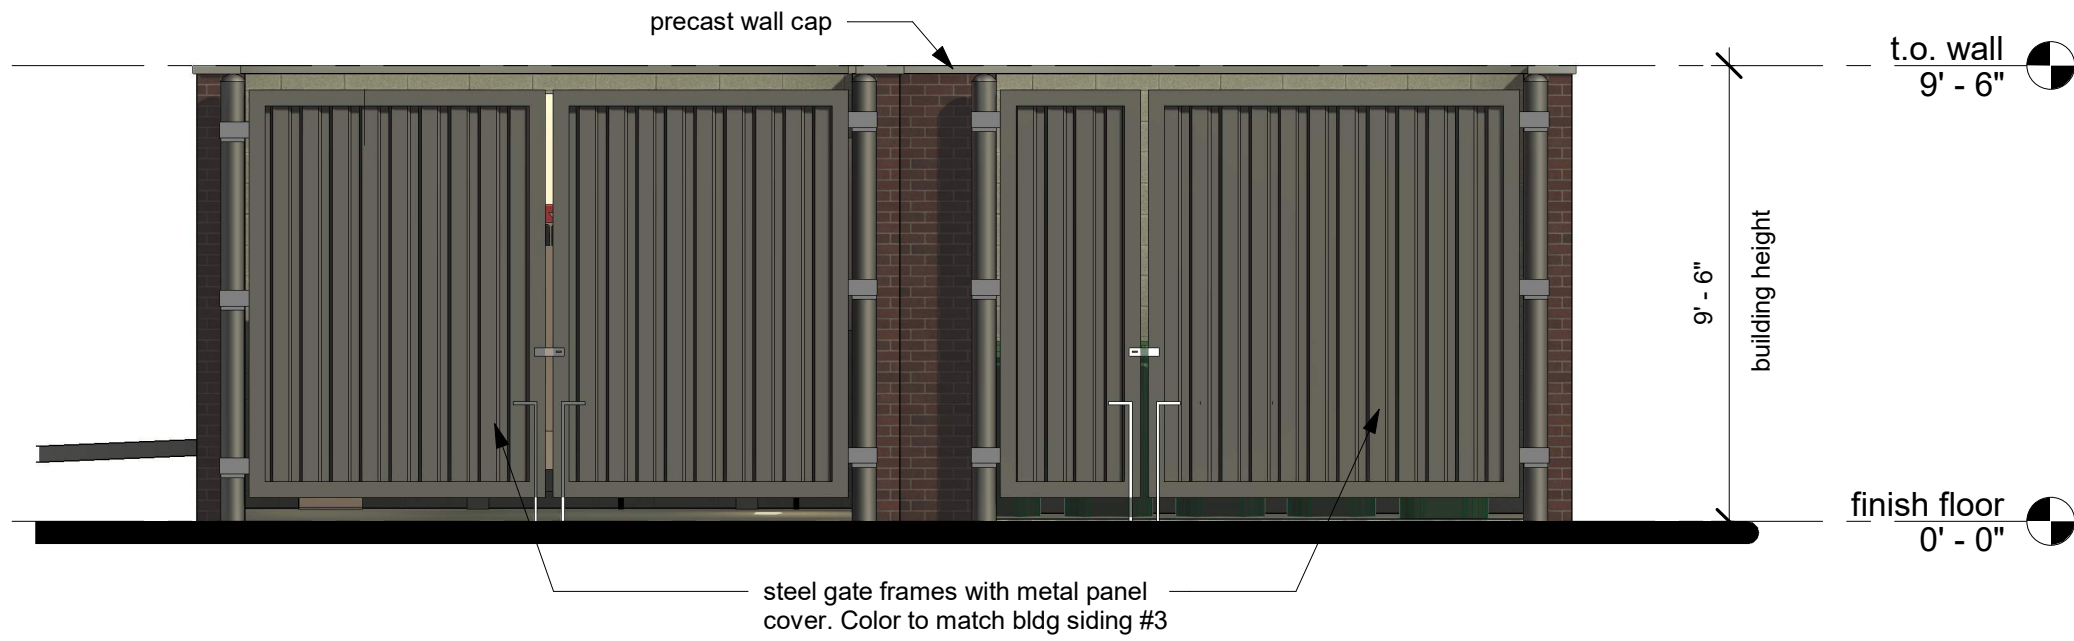 precast wall cap
t.o. wall
9' - 6"
9' - 6"
building height
finish floor
0' - 0"
steel gate frames with metal panel
cover. Color to match bldg siding #3